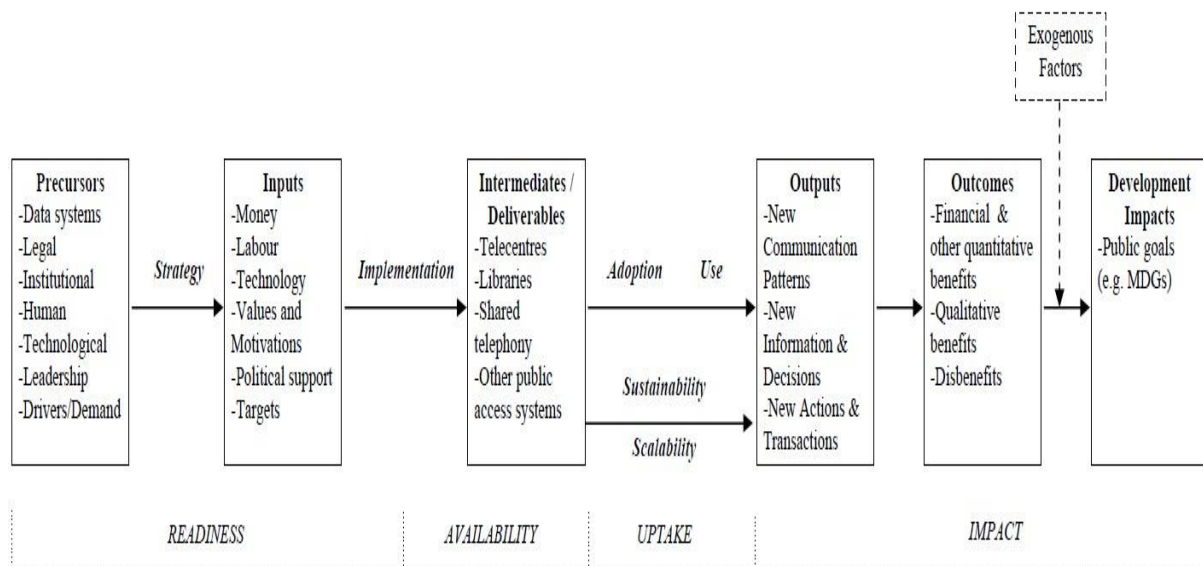 Exogenous
Factors
Precursors
-Data systems
-Legal
-Institutional
-Human
-Technological
-Leadership
-Drivers/Demand
Strategy
Inputs
-Money
-Labour
-Technology
-Values and
Motivations
-Political support
-Targets
Implementation
Intermediates /
Deliverables
-Telecentres
-Libraries
-Shared
telephony
-Other public
access systems
Adoption Use
Sustainability
Scalability
Outputs
-New
Communication
Patterns
-New
Information &
Decisions
-New Actions &
Transactions
Outcomes
-Financial &
other quantitative
benefits
-Qualitative
benefits
-Disbenefits
Development
Impacts
-Public goals
(e.g. MDGs)
READINESS
AVAILABILITY
UPTAKE
IMPACT